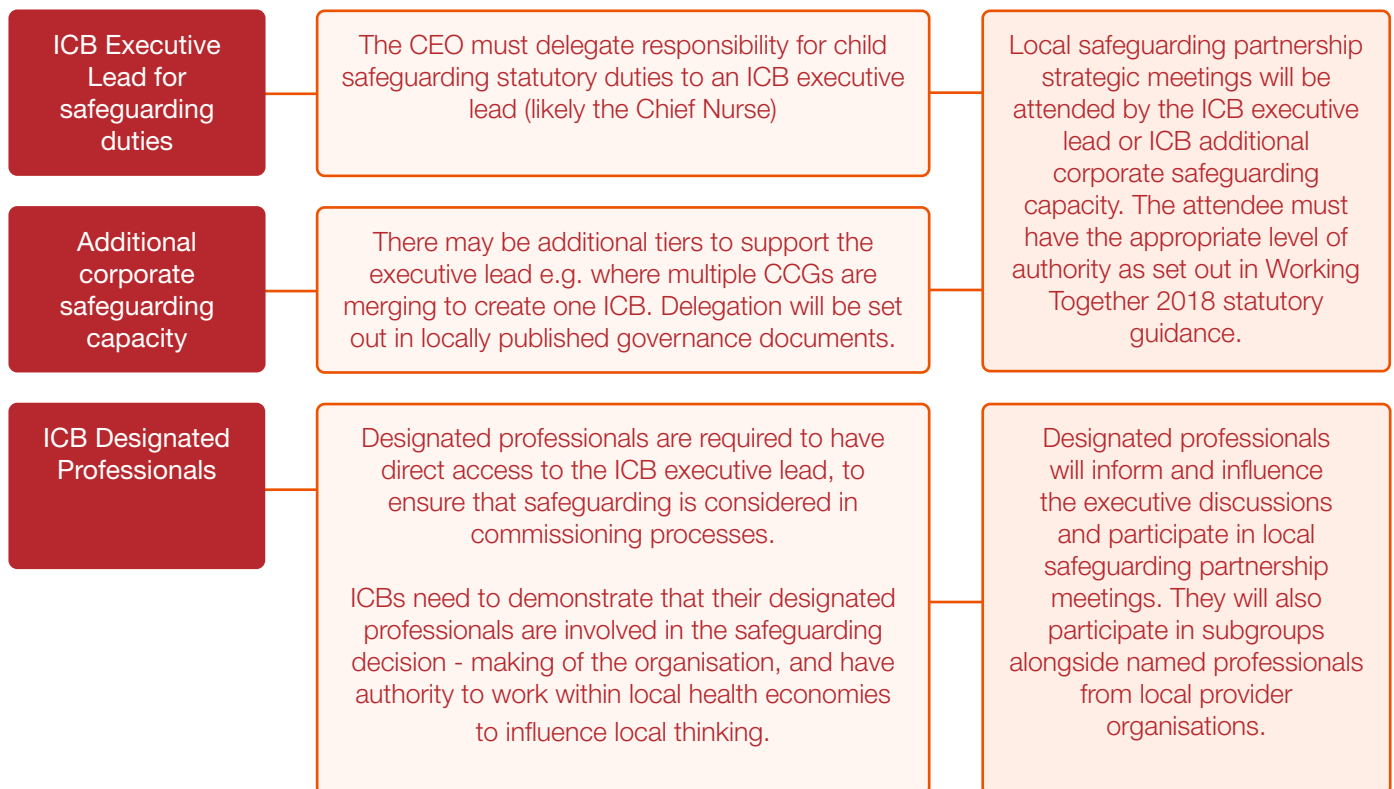 ICB Executive
Lead for
safeguarding
duties
The CEO must delegate responsibility for child
safeguarding statutory duties to an ICB executive
lead (likely the Chief Nurse)
Local safeguarding partnership
strategic meetings will be
attended by the ICB executive
lead or ICB additional
corporate safeguarding
capacity. The attendee must
have the appropriate level of
authority as set out in Working
Together 2018 statutory
guidance.
Additional
corporate
safeguarding
capacity
There may be additional tiers to support the
executive lead e.g. where multiple CCGs are
merging to create one ICB. Delegation will be set
out in locally published governance documents.
ICB Designated
Professionals
Designated professionals are required to have
direct access to the ICB executive lead, to
ensure that safeguarding is considered in
commissioning processes.
ICBs need to demonstrate that their designated
professionals are involved in the safeguarding
decision - making of the organisation, and have
authority to work within local health economies
to influence local thinking.
Designated professionals
will inform and influence
the executive discussions
and participate in local
safeguarding partnership
meetings. They will also
participate in subgroups
alongside named professionals
from local provider
organisations.